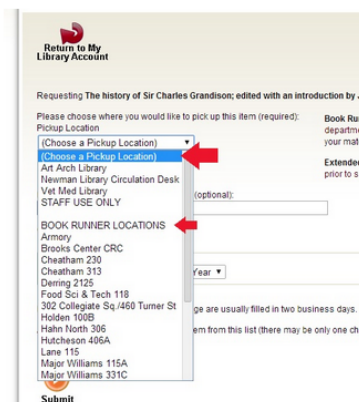 Return to My
Library Account
Requesting The history of Sir Charles Grandison; edited with an introduction by
Please choose where you would like to pick up this item (required):
Pickup Location
Book Ru
departme
your mat
Extende
prior to s
(Choose a Pickup Location)
(Choose a Pickup Location)
Art Arch Library
Newman Library Circulation Desk
Vet Med Library
STAFF USE ONLY
(optional):
BOOK RUNNER LOCATIONS
Armory
Brooks Center CRC
Cheatham 230
Cheatham 313
Year
Derring 2125
Food Sci & Tech 118
302 Collegiate Sq./460 Turner St
ge are usually filled in two business days.
Holden 100B
Hahn North 306
em from this list (there may be only one ch
Hutcheson 406A
Lane 115
Major Williams 115A
Major Williams 331C
Submit